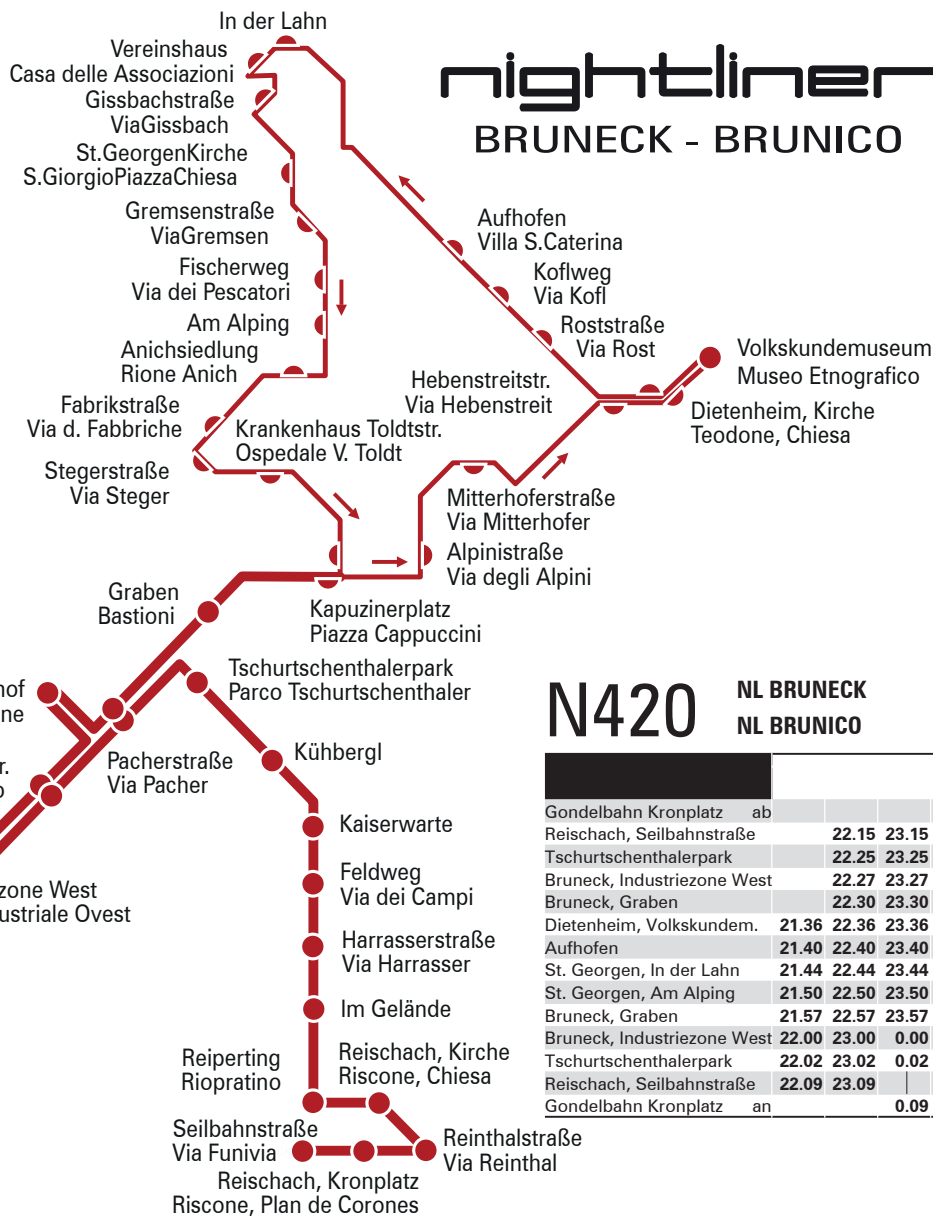 In der Lahn
Vereinshaus
Casa delle Associazioni
nightliner
BRUNECK - BRUNICO
Gissbachstraße
ViaGissbach
St.GeorgenKirche
S.GiorgioPiazzaChiesa
Gremsenstraße
ViaGremsen
Aufhofen
Villa S.Caterina
Fischerweg
Via dei Pescatori
Koflweg
Via Kofl
Am Alping
Roststraße
Via Rost
Anichsiedlung
Rione Anich
Volkskundemuseum
Museo Etnografico
Hebenstreitstr.
Via Hebenstreit
Dietenheim, Kirche
Teodone, Chiesa
Fabrikstraße
Via d. Fabbriche
Krankenhaus Toldtstr.
Ospedale V. Toldt
Stegerstraße
Via Steger
Mitterhoferstraße
Via Mitterhofer
Alpinistraße
Via degli Alpini
Graben
Bastioni
Kapuzinerplatz
Piazza Cappuccini
Tschurtschenthalerpark
Parco Tschurtschenthaler
hof
ne
r.
o
Pacherstraße
Via Pacher
Kühbergl
Kaiserwarte
zone West
ustriale Ovest
Feldweg
Via dei Campi
Harrasserstraße
Via Harrasser
Im Gelände
Reiperting
Riopratino
Reischach, Kirche
Riscone, Chiesa
Seilbahnstraße
Via Funivia
Reinthalstraße
Via Reinthal
Reischach, Kronplatz
Riscone, Plan de Corones
N420
NL BRUNECK
NL BRUNICO
Gondelbahn Kronplatz ab
Reischach, Seilbahnstraße 22.15 23.15
Tschurtschenthalerpark 22.25 23.25
Bruneck, Industriezone West 22.27 23.27
Bruneck, Graben 22.30 23.30
Dietenheim, Volkskundem. 21.36 22.36 23.36
Aufhofen 21.40 22.40 23.40
St. Georgen, In der Lahn 21.44 22.44 23.44
St. Georgen, Am Alping 21.50 22.50 23.50
Bruneck, Graben 21.57 22.57 23.57
Bruneck, Industriezone West 22.00 23.00 0.00
Tschurtschenthalerpark 22.02 23.02 0.02
Reischach, Seilbahnstraße 22.09 23.09 |
Gondelbahn Kronplatz an 0.09